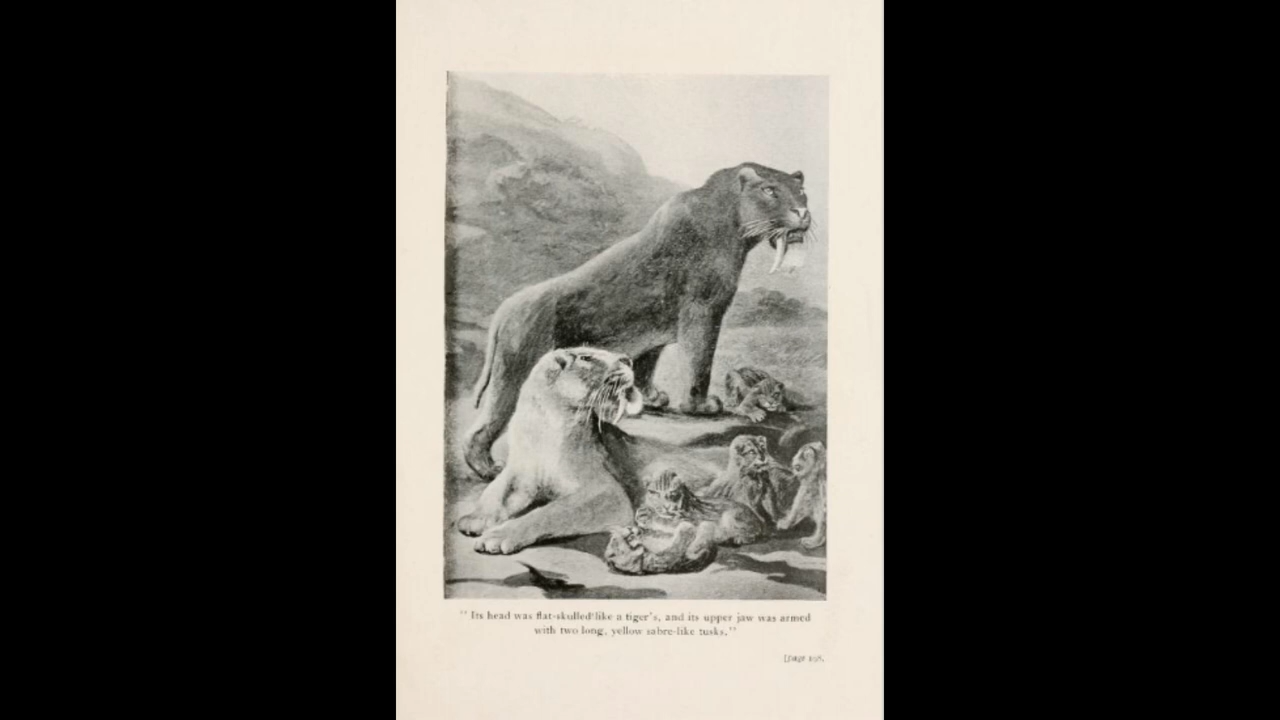 " Its head was flat-skulled like a tiger's, and its upper jaw was armed
with two long, yellow sabre-like tusks."
[page